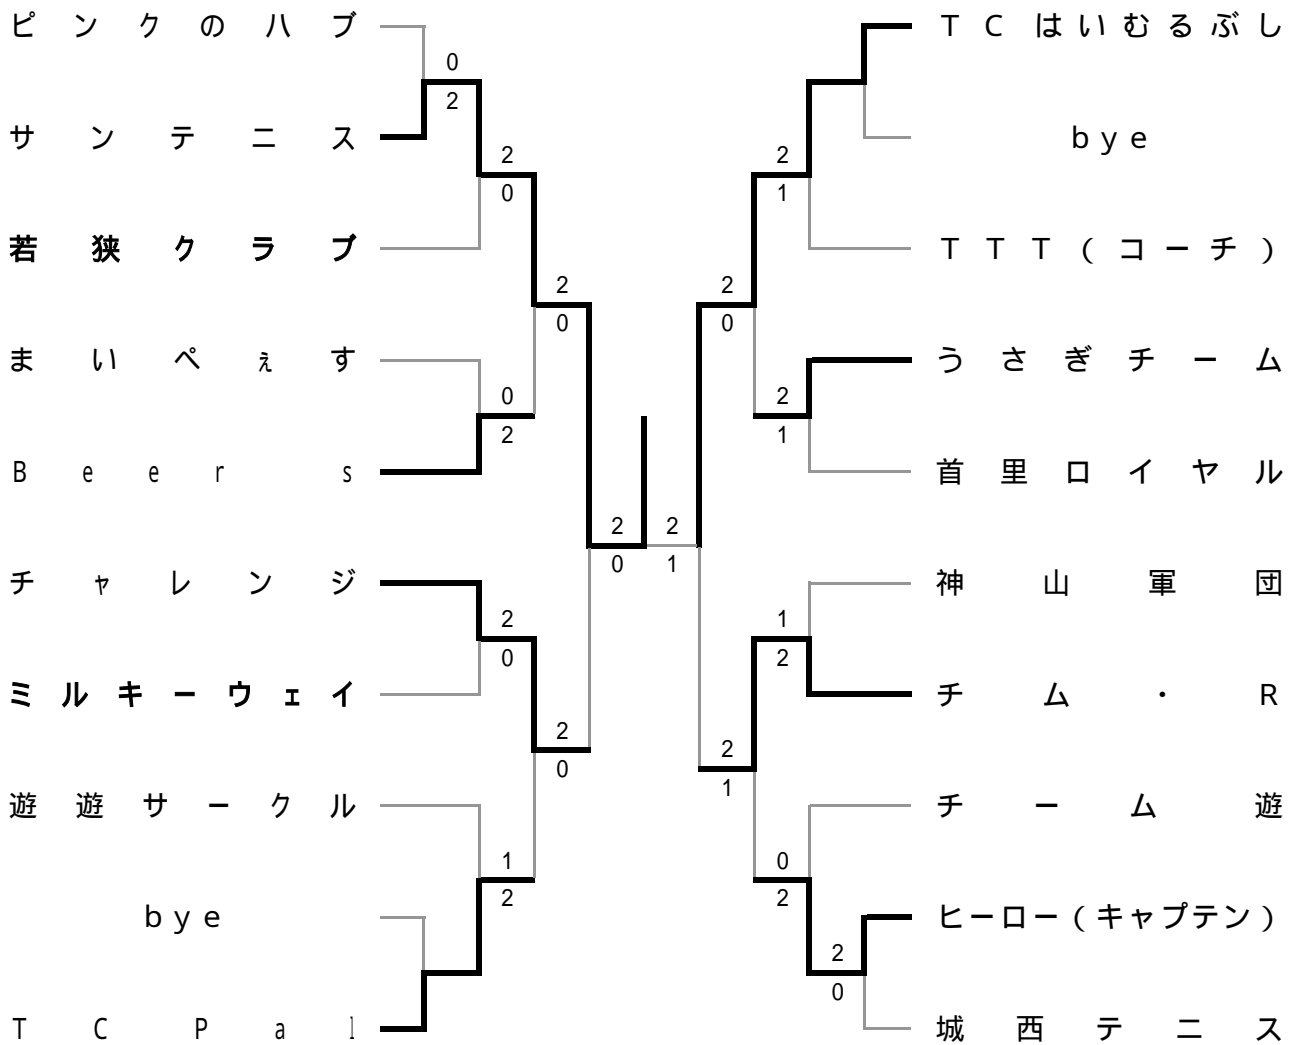 ピンクのハブ
0
2
サンテニス
2
0
若狭クラブ
2
0
まいぺぇす
0
2
Beers
2
0
チャレンジ
2
0
ミルキーウェイ
2
0
遊遊サークル
1
2
bye
TC Pal
TCはいむるぶし
bye
2
1
TTT(コーチ)
2
0
うさぎチーム
2
1
首里ロイヤル
2
1
神山軍団
1
2
チム・R
2
1
チーム遊
0
2
ヒーロー(キャプテン)
2
0
城西テニス